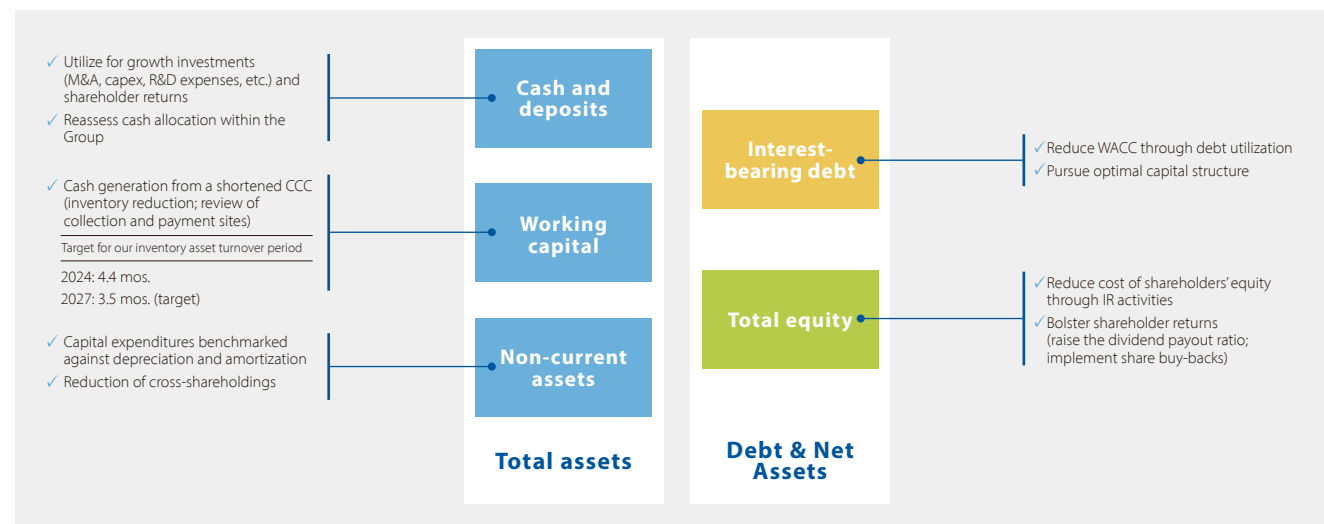 ✓ Utilize for growth investments
(M&A, capex, R&D expenses, etc.) and
shareholder returns
✓ Reassess cash allocation within the
Group
Cash and
deposits
✓ Cash generation from a shortened CCC
(inventory reduction; review of
collection and payment sites)
Target for our inventory asset turnover period
2024: 4.4 mos.
2027: 3.5 mos. (target)
Working
capital
✓ Capital expenditures benchmarked
against depreciation and amortization
✓ Reduction of cross-shareholdings
Non-current
assets
Total assets
Interest-
bearing debt
✓Reduce WACC through debt utilization
✓Pursue optimal capital structure
Total equity
✓Reduce cost of shareholders' equity
through IR activities
✓Bolster shareholder returns
(raise the dividend payout ratio;
implement share buy-backs)
Debt & Net
Assets